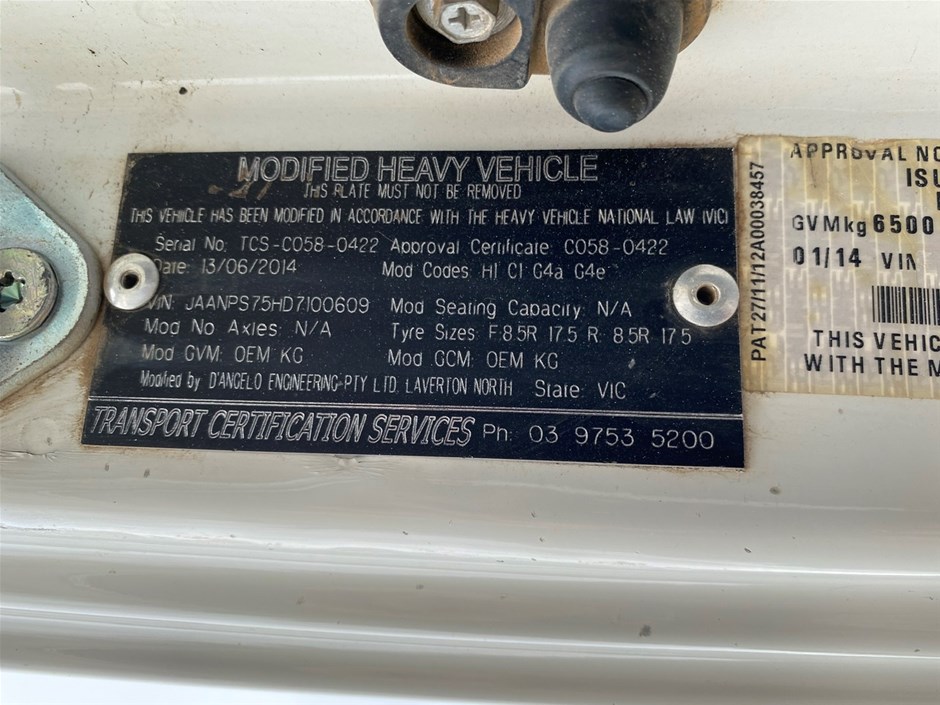 MODIFIED HEAVY VEHICLE
THIS PLATE MUST NOT BE REMOVED
THIS VEHICLE HAS BEEN MODIFIED IN ACCORDANCE WITH THE HEAVY VEHICLE NATIONAL LAW (VIC)
Serial No: TCS-C058-0422 Approval Certificate: C058-0422
Date: 13/06/2014 Mod Codes: H1 C1 G4a G4e
VIN: JAANPS75HD7100609 Mod Seating Capacity: N/A
Mod No Axles: N/A Tyre Sizes: F:8.5R 17.5 R: 8.5R 17.5
Mod GVM: OEM KG Mod GCM: OEM KG
Modified by D'ANGELO ENGINEERING PTY LTD. LAVERTON NORTH State: VIC
TRANSPORT CERTIFICATION SERVICES Ph: 03 9753 5200
PAT27/11/12A00038457
APPROVAL NO
ISU
GVMkg 6500
01/14 VIN
THIS VEHIC
WITH THE M